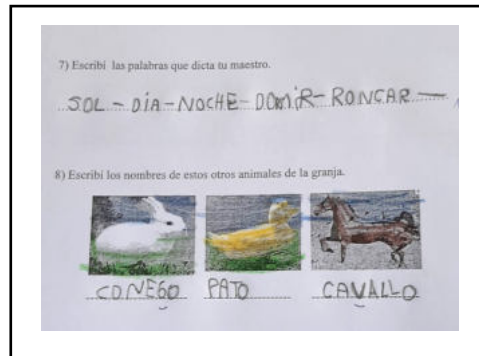 7) Escribí las palabras que dicta tu maestro.
SOL - DÍA - NOCHE - DOMIR - RONCAR —
8) Escribí los nombres de estos otros animales de la granja.
CONEGO PATO CAVALLO